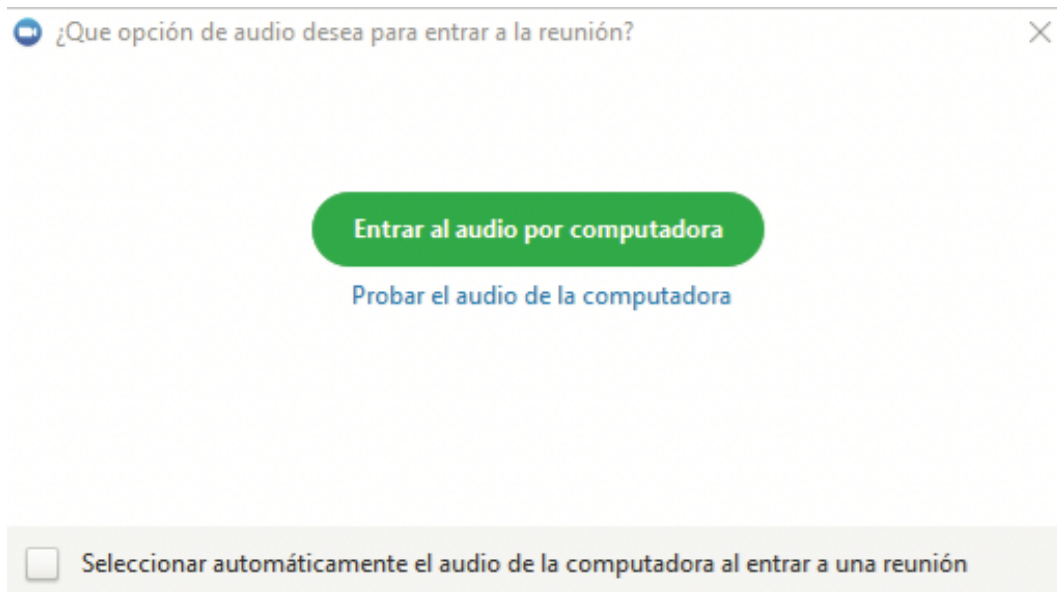 ¿Que opción de audio desea para entrar a la reunión?
Entrar al audio por computadora
Probar el audio de la computadora
Seleccionar automáticamente el audio de la computadora al entrar a una reunión